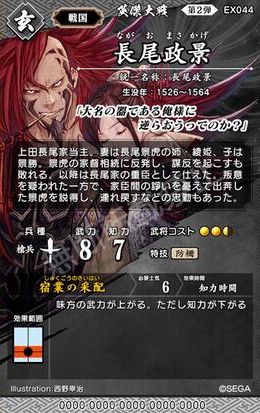 玄
戦国
英傑大戦
第2弾
EX044
ながお まさかげ
長尾政景
統一名称：長尾政景
生没年：1526～1564
「大名の器である俺様に
逆らおうってのか？」
上田長尾家当主。妻は長尾景虎の姉・綾姫、子は
景勝。景虎の家督相続に反発し、謀反を起こすも
敗れる。以降は長尾家の重臣として仕えた。叛意
を疑われた一方で、家臣間の諍いを憂えて出奔し
た景虎を説得し、連れ戻すなどの忠勤もあった。
兵種 武力 知力 武将コスト
槍兵 8 7
特技 防柵
しゅくごうのさいはい
宿業の采配
必要士気
6
効果時間
知力時間
効果範囲
味方の武力が上がる。ただし知力が下がる
Illustration:西野幸治
©SEGA
0000-0000-0000-0000-0000